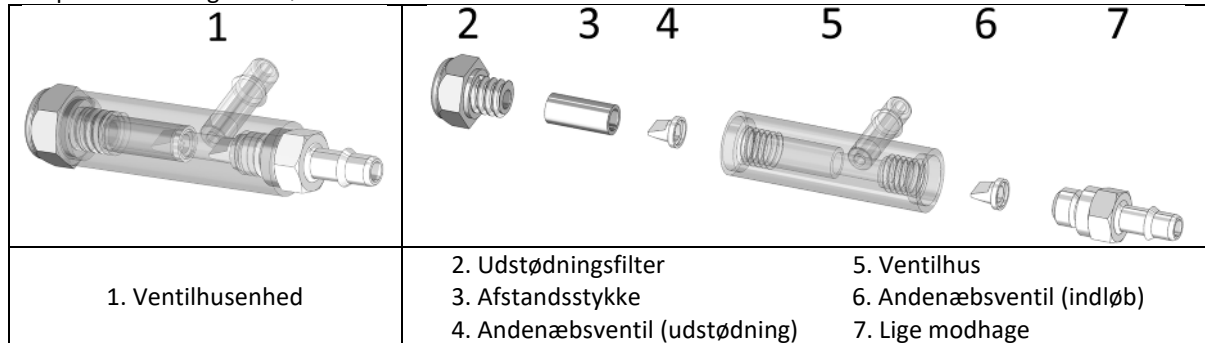 1
2 3 4 5 6 7
1. Ventilhusenhed
2. Udstødningsfilter
3. Afstandsstykke
4. Andenæbsventil (udstødning)
5. Ventilhus
6. Andenæbsventil (indløb)
7. Lige modhage